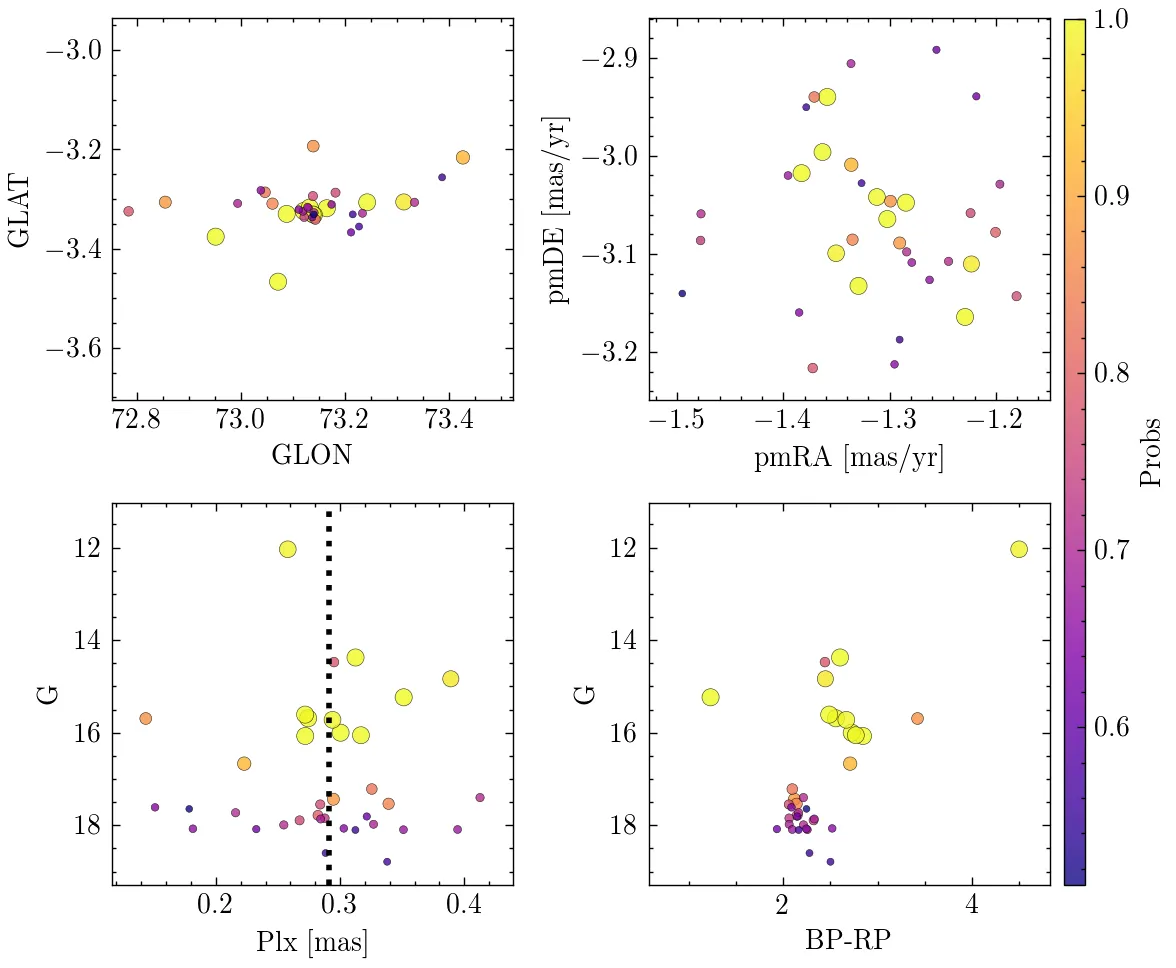 −3.0
−3.2
−3.4
−3.6
GLAT
72.8 73.0 73.2 73.4
GLON
−2.9
−3.0
−3.1
−3.2
pmDE [mas/yr]
−1.5 −1.4 −1.3 −1.2
pmRA [mas/yr]
12
14
16
18
G
0.2 0.3 0.4
Plx [mas]
12
14
16
18
G
2 4
BP-RP
1.0
0.9
0.8
0.7
0.6
Probs